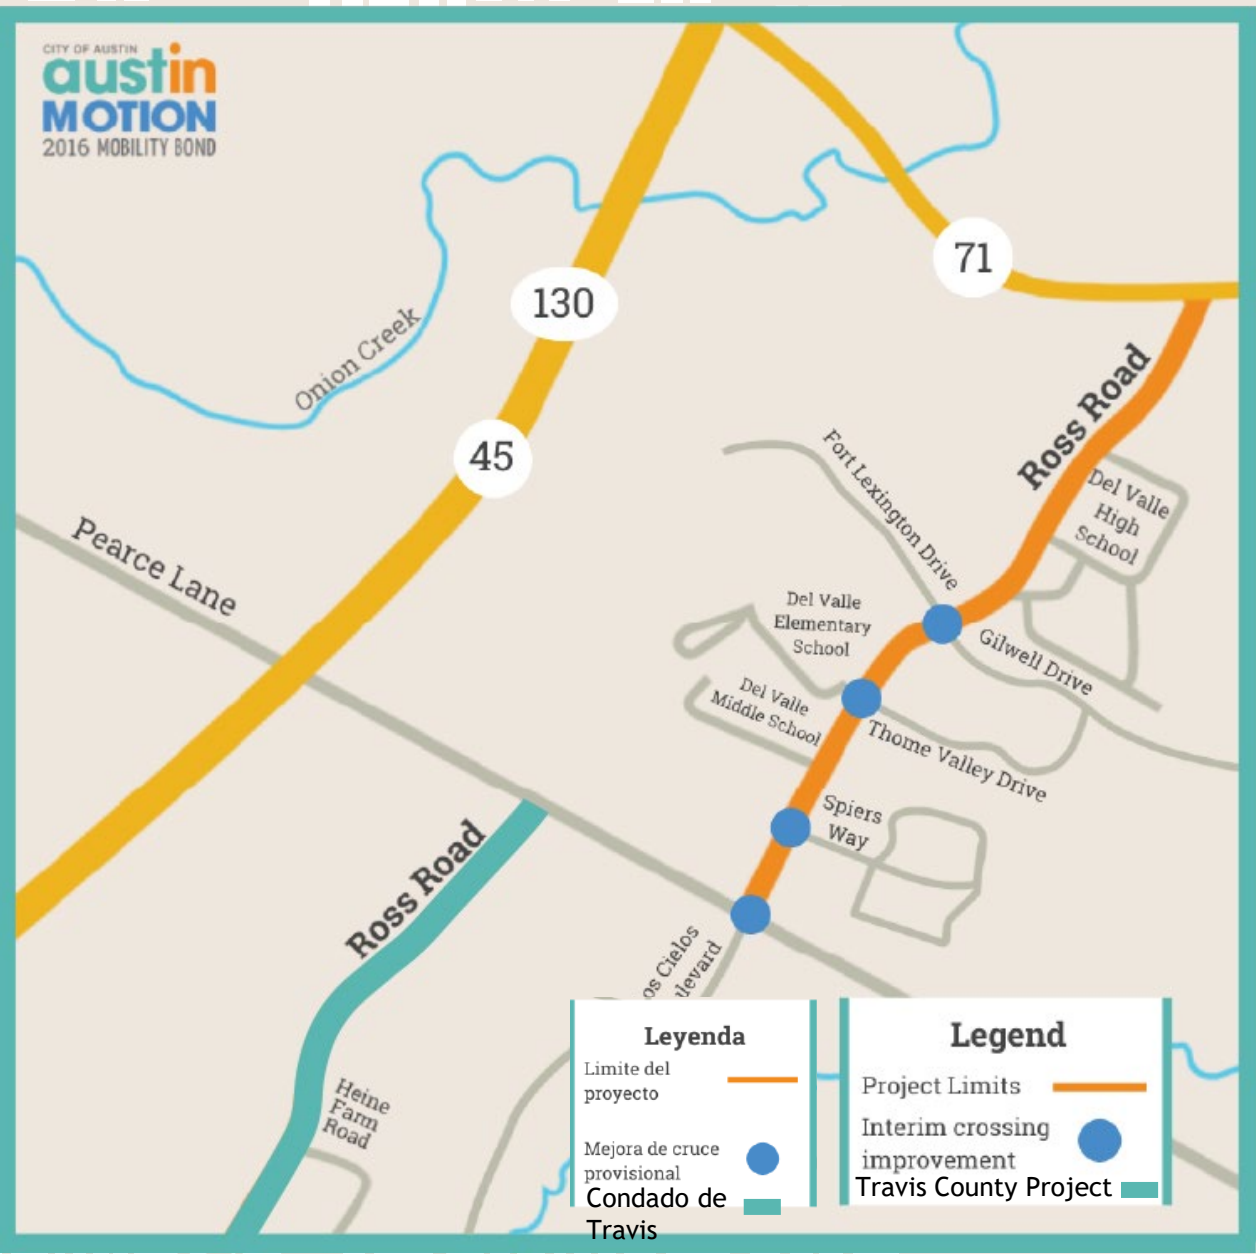 CITY OF AUSTIN
austin
MOTION
2016 MOBILITY BOND
71
130
Onion Creek
45
Ross Road
Fort Lexington Drive
Del Valle
High
School
Pearce Lane
Del Valle
Elementary
School
Gilwell Drive
Del Valle
Middle School
Thome Valley Drive
Spiers
Way
Ross Road
os Cielos
ulevard
Heine
Farm
Road
Leyenda
Limite del
proyecto
Mejora de cruce
provisional
Condado de
Travis
Legend
Project Limits
Interim crossing
improvement
Travis County Project